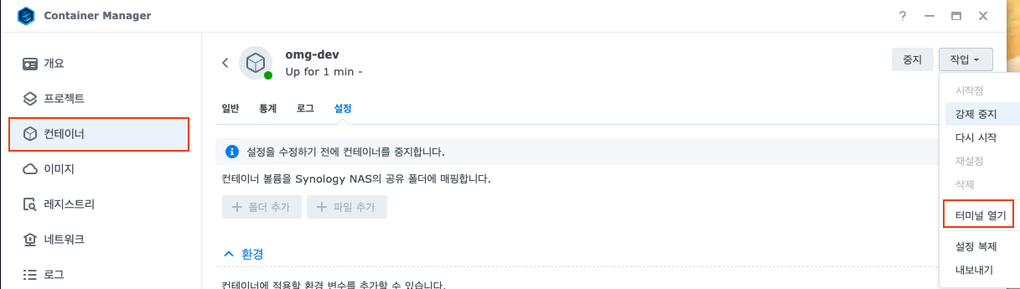 Container Manager
개요
프로젝트
컨테이너
이미지
레지스트리
네트워크
로그
omg-dev
Up for 1 min -
중지
작업
일반 통계 로그 설정
설정을 수정하기 전에 컨테이너를 중지합니다.
컨테이너 볼륨을 Synology NAS의 공유 폴더에 매핑합니다.
+ 폴더 추가
+ 파일 추가
환경
컨테이너에 적용할 환경 변수를 추가할 수 있습니다.
시작점
강제 중지
다시 시작
재설정
삭제
터미널 열기
설정 복제
내보내기